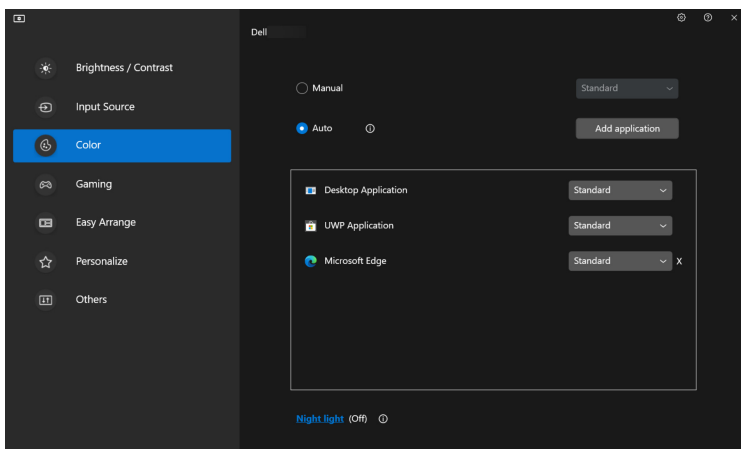 Dell
Brightness / Contrast
Input Source
Color
Gaming
Easy Arrange
Personalize
Others
Manual
Standard
Auto
Add application
Desktop Application
Standard
UWP Application
Standard
Microsoft Edge
Standard
X
Night light (Off)